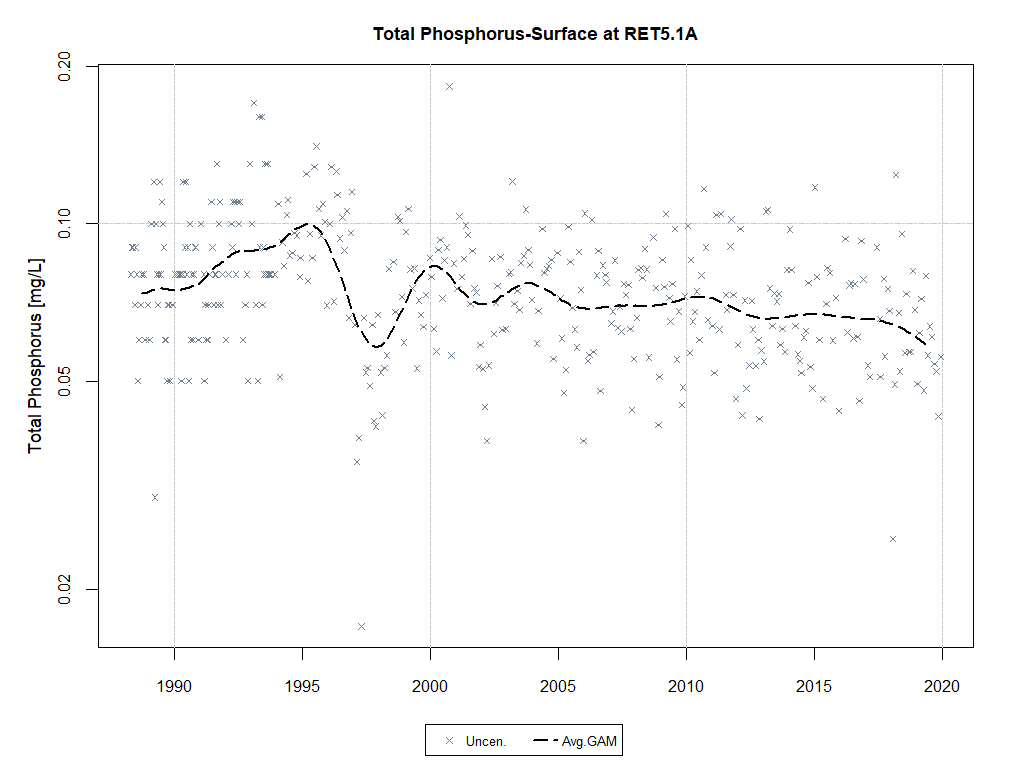 Total Phosphorus-Surface at RET5.1A
Total Phosphorus [mg/L]
0.20
0.10
0.05
0.02
1990 1995 2000 2005 2010 2015 2020
Uncen. Avg.GAM